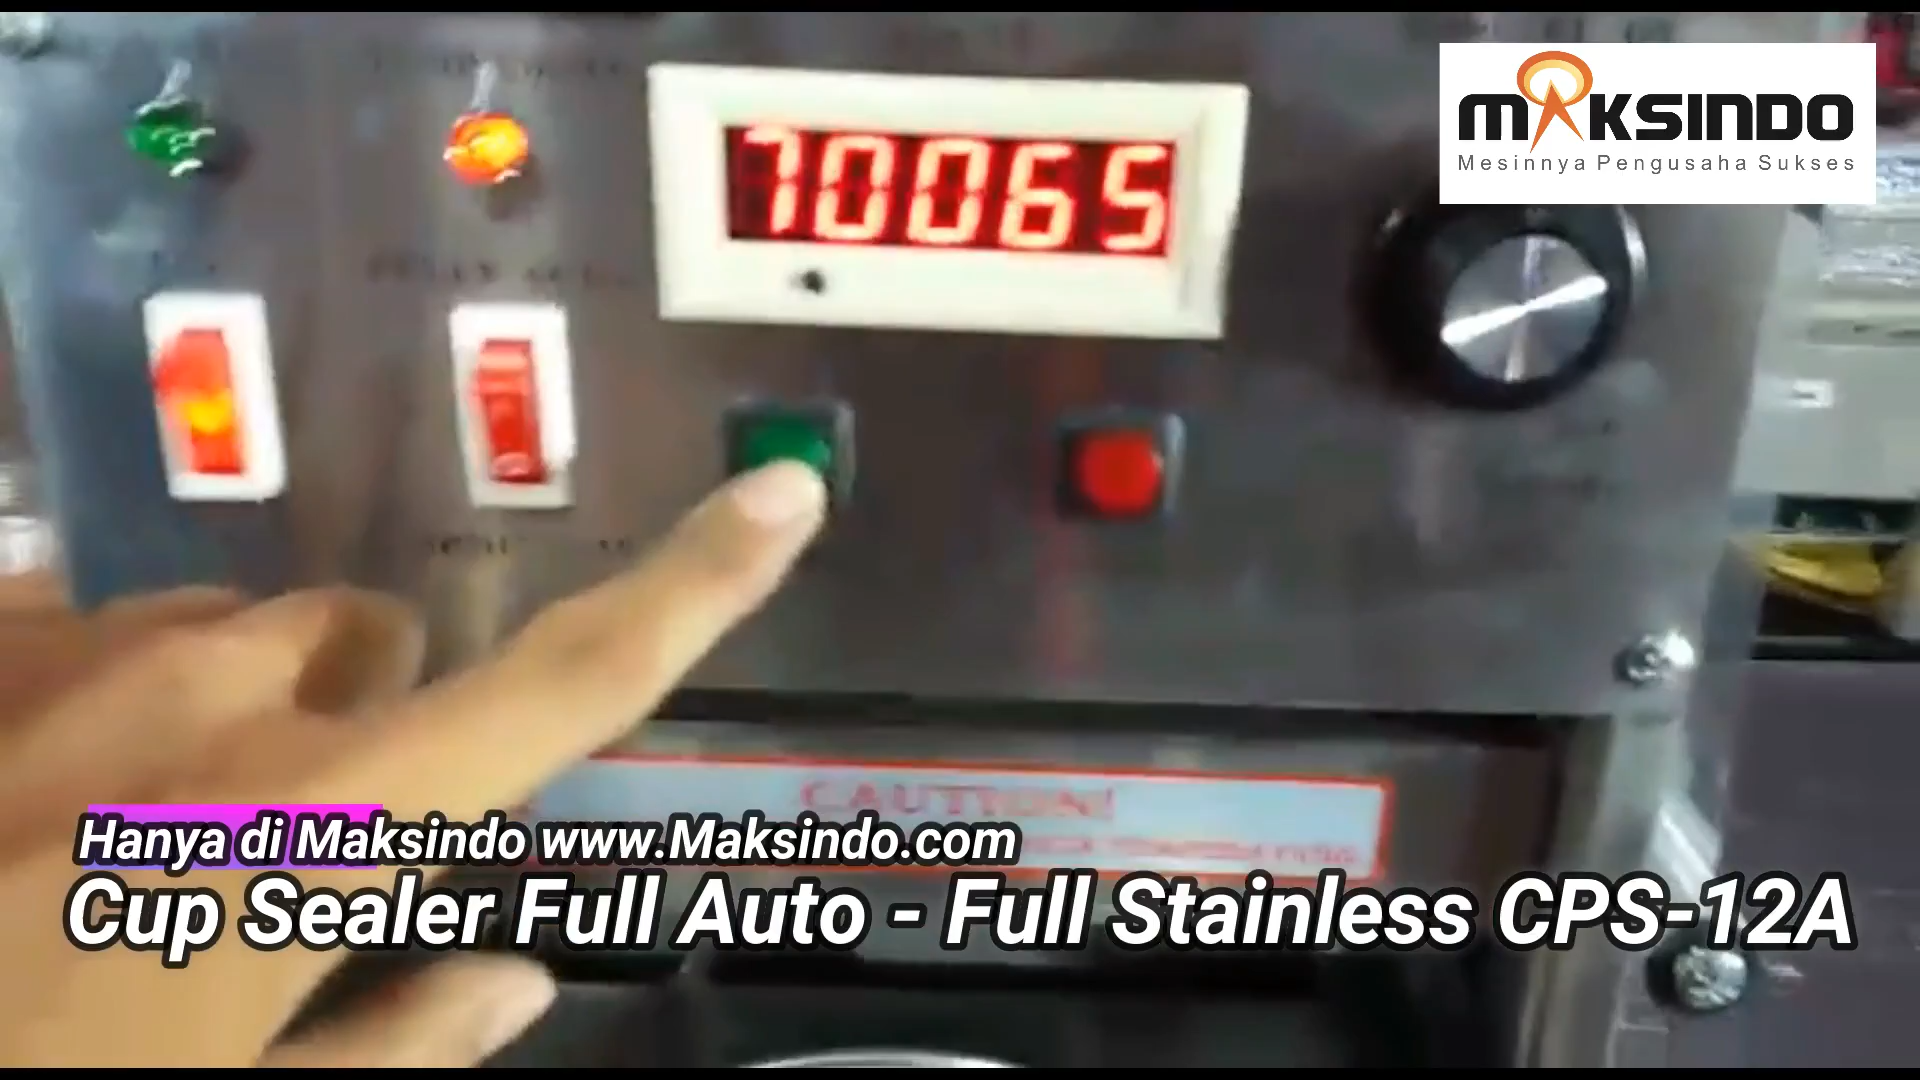 MAKSINDO
Mesinnya Pengusaha Sukses
70065
CAUTION!
Hanya di Maksindo www.Maksindo.com
Cup Sealer Full Auto - Full Stainless CPS-12A